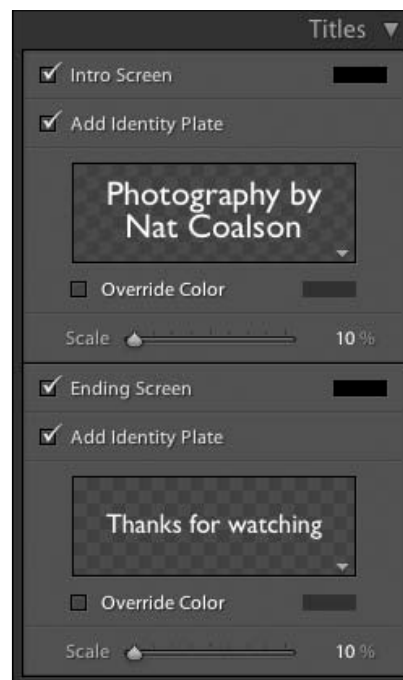 Titles
Intro Screen
Add Identity Plate
Photography by
Nat Coalson
Override Color
Scale 10 %
Ending Screen
Add Identity Plate
Thanks for watching
Override Color
Scale 10 %